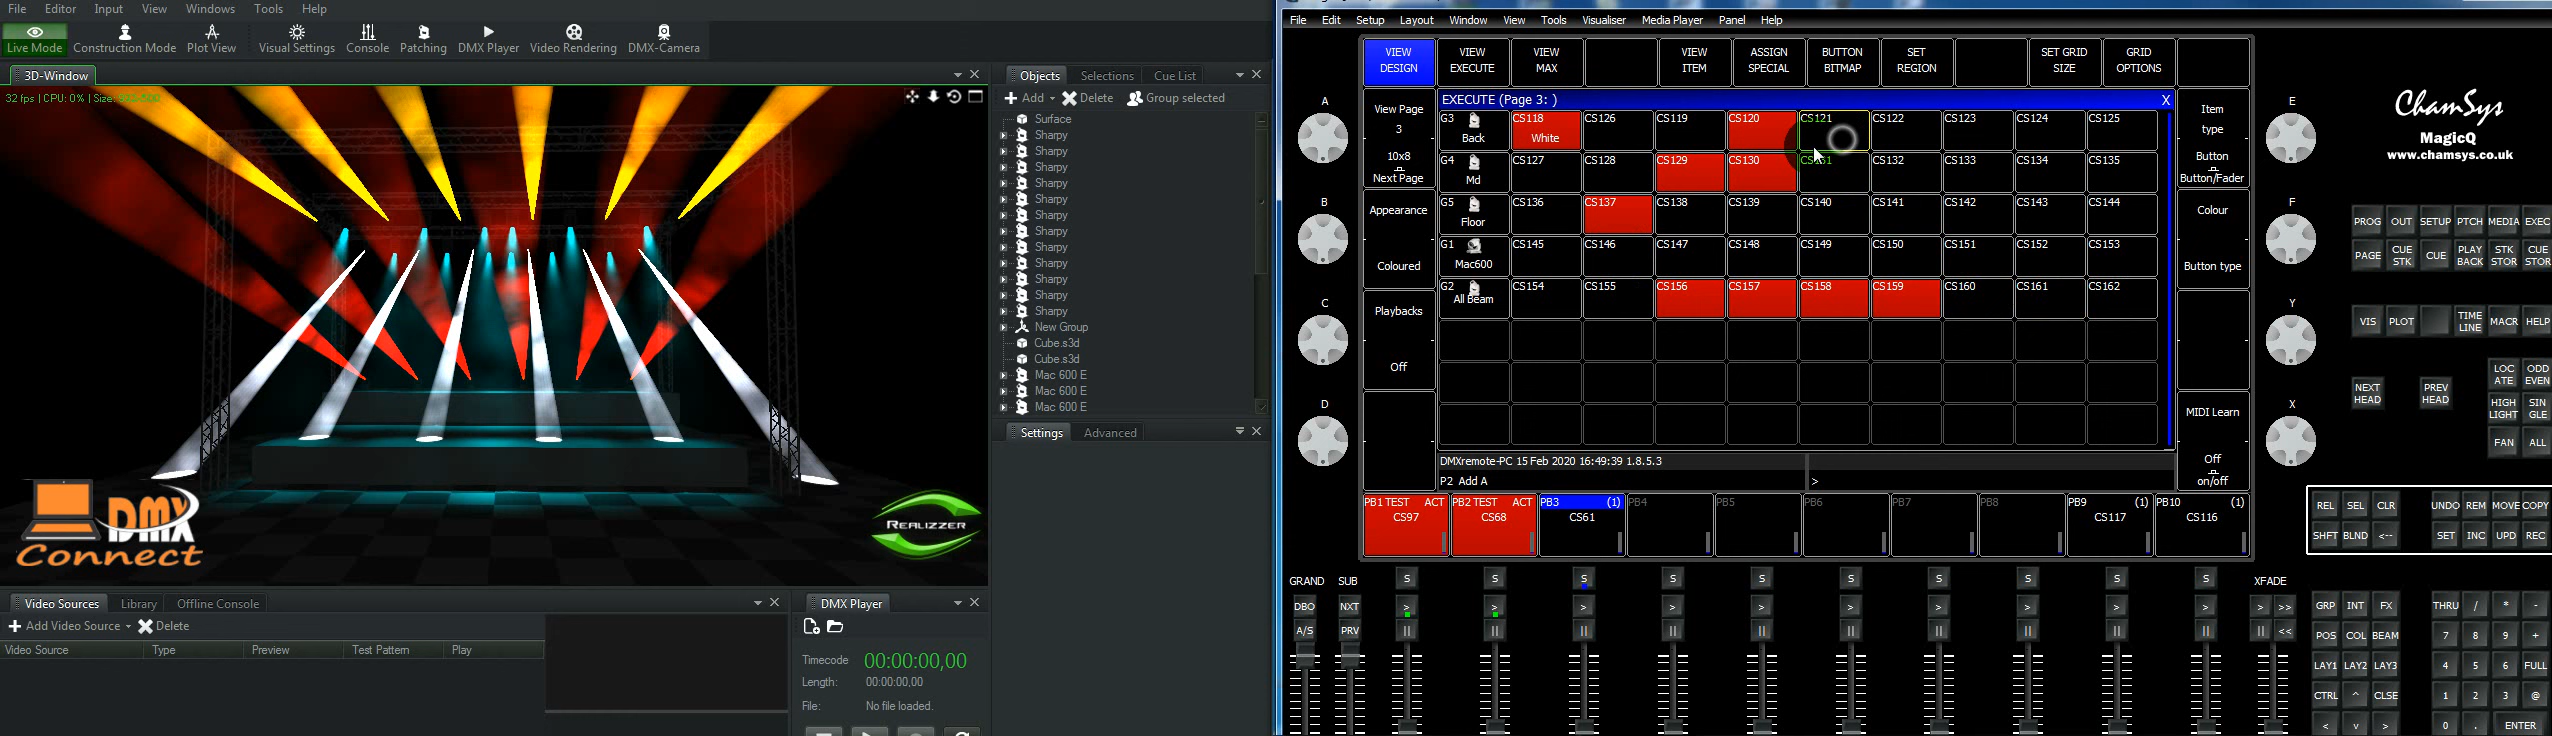 File Editor Input View Windows Tools Help
Live Mode Construction Mode Plot View Visual Settings Console Patching DMX Player Video Rendering DMX-Camera
3D-Window
32 fps | CPU: 0% | Size:
DMX
Connect
REALIZZER
Objects Selections Cue List
Add Delete Group selected
Surface
Sharpy
Sharpy
Sharpy
Sharpy
Sharpy
Sharpy
Sharpy
Sharpy
Sharpy
Sharpy
Sharpy
Sharpy
New Group
Cube.s3d
Cube.s3d
Mac 600 E
Mac 600 E
Mac 600 E
Settings Advanced
Video Sources Library Offline Console
Add Video Source Delete
Video Source Type Preview Test Pattern Play
DMX Player
Timecode 00:00:00,00
Length: 00:00:00,00
File: No file loaded.
File Edit Setup Layout Window View Tools Visualiser Media Player Panel Help
VIEW DESIGN VIEW EXECUTE VIEW MAX VIEW ITEM ASSIGN SPECIAL BUTTON BITMAP SET REGION SET GRID SIZE GRID OPTIONS
View Page
3
10x8
Next Page
Appearance
Coloured
Playbacks
Off
EXECUTE (Page 3: ) X
G3 Back CS118 White CS126 CS119 CS120 CS121 CS122 CS123 CS124 CS125
G4 Md CS127 CS128 CS129 CS130 CS131 CS132 CS133 CS134 CS135
G5 Floor CS136 CS137 CS138 CS139 CS140 CS141 CS142 CS143 CS144
G1 Mac600 CS145 CS146 CS147 CS148 CS149 CS150 CS151 CS152 CS153
G2 All Beam CS154 CS155 CS156 CS157 CS158 CS159 CS160 CS161 CS162
DMXremote-PC 15 Feb 2020 16:49:39 1.8.5.3
P2 Add A >
Item type
Button
Button/Fader
Colour
Button type
MIDI Learn
Off
on/off
PB1 TEST ACT PB2 TEST ACT PB3 (1) PB4 PB5 PB6 PB7 PB8 PB9 (1) PB10 (1)
CS97 CS68 CS61 CS117 CS116
A
B
C
D
E
F
Y
X
ChamSys
MagicQ
www.chamsys.co.uk
PROG OUT SETUP PTCH MEDIA EXEC
PAGE CUE STK CUE PLAY BACK STK STOR CUE STOR
VIS PLOT TIME LINE MACR HELP
NEXT HEAD PREV HEAD LOC ATE ODD EVEN
HIGH LIGHT SIN GLE
FAN ALL
REL SEL CLR UNDO REM MOVE COPY
SHFT BLND <-- SET INC UPD REC
GRAND SUB S S S S S S S S S S XFADE
DBO NXT > > > > > > > > > > > >>
A/S PRV || || || || || || || || || || || <<
GRP INT FX THRU / * -
POS COL BEAM 7 8 9 +
LAY1 LAY2 LAY3 4 5 6 FULL
CTRL ^ CLSE 1 2 3 @
< v > 0 . ENTER